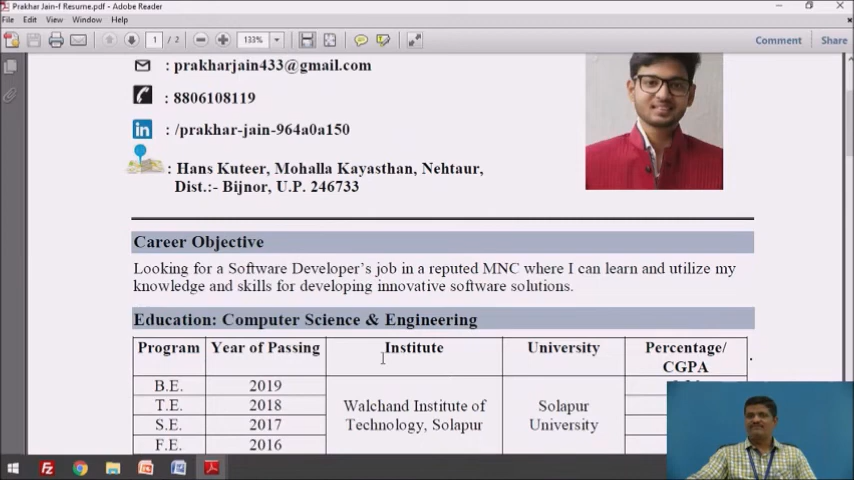 Prakhar Jain-f Resume.pdf - Adobe Reader
File Edit View Window Help
1 / 2 133% Comment Share
: prakharjain433@gmail.com
: 8806108119
in : /prakhar-jain-964a0a150
: Hans Kuteer, Mohalla Kayasthan, Nehtaur,
Dist.:- Bijnor, U.P. 246733
Career Objective
Looking for a Software Developer's job in a reputed MNC where I can learn and utilize my
knowledge and skills for developing innovative software solutions.
Education: Computer Science & Engineering
Program Year of Passing Institute University Percentage/
CGPA
B.E. 2019
T.E. 2018 Walchand Institute of Solapur
S.E. 2017 Technology, Solapur University
F.E. 2016